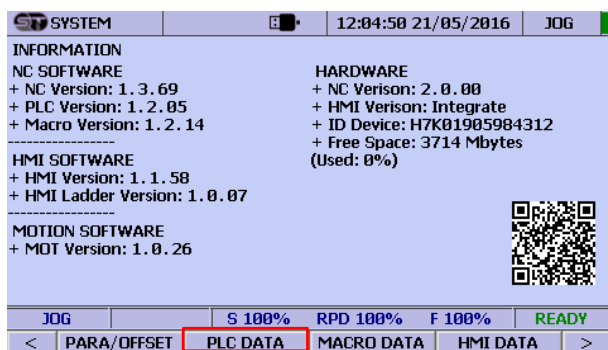 SYSTEM 12:04:50 21/05/2016 JOG
INFORMATION
NC SOFTWARE
+ NC Version: 1.3.69
+ PLC Version: 1.2.05
+ Macro Version: 1.2.14
-----------------
HMI SOFTWARE
+ HMI Version: 1.1.58
+ HMI Ladder Version: 1.0.07
-----------------
MOTION SOFTWARE
+ MOT Version: 1.0.26
HARDWARE
+ NC Verison: 2.0.00
+ HMI Verison: Integrate
+ ID Device: H7K01905984312
+ Free Space: 3714 Mbytes
(Used: 0%)
JOG S 100% RPD 100% F 100% READY
< PARA/OFFSET PLC DATA MACRO DATA HMI DATA >